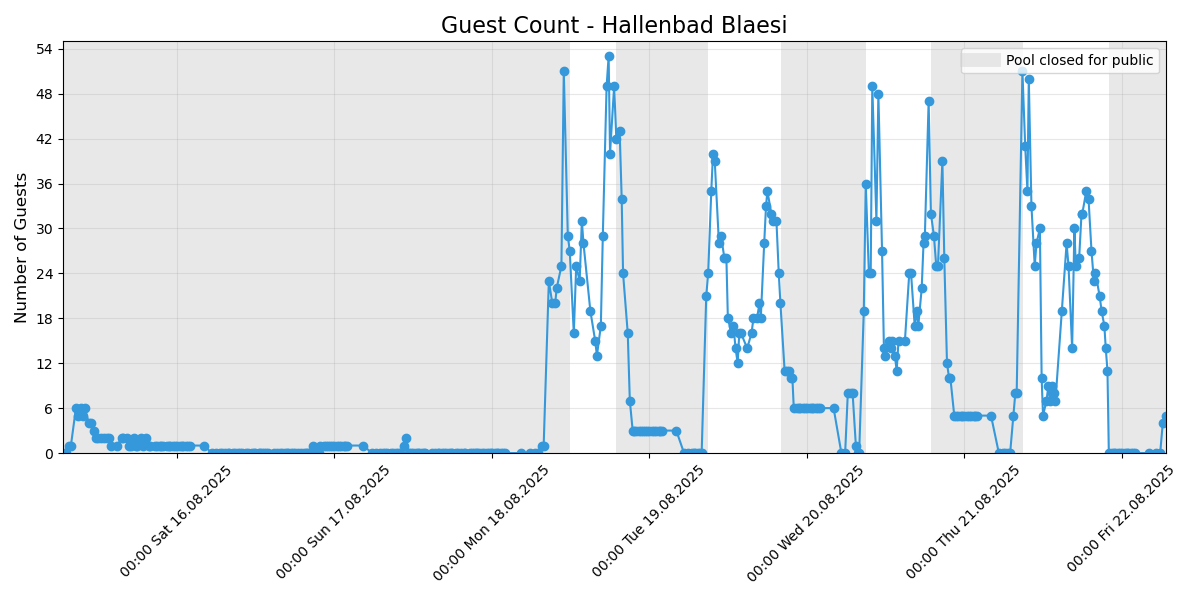 Guest Count - Hallenbad Blaesi
Pool closed for public
Number of Guests
54
48
42
36
30
24
18
12
6
0
00:00 Sat 16.08.2025
00:00 Sun 17.08.2025
00:00 Mon 18.08.2025
00:00 Tue 19.08.2025
00:00 Wed 20.08.2025
00:00 Thu 21.08.2025
00:00 Fri 22.08.2025